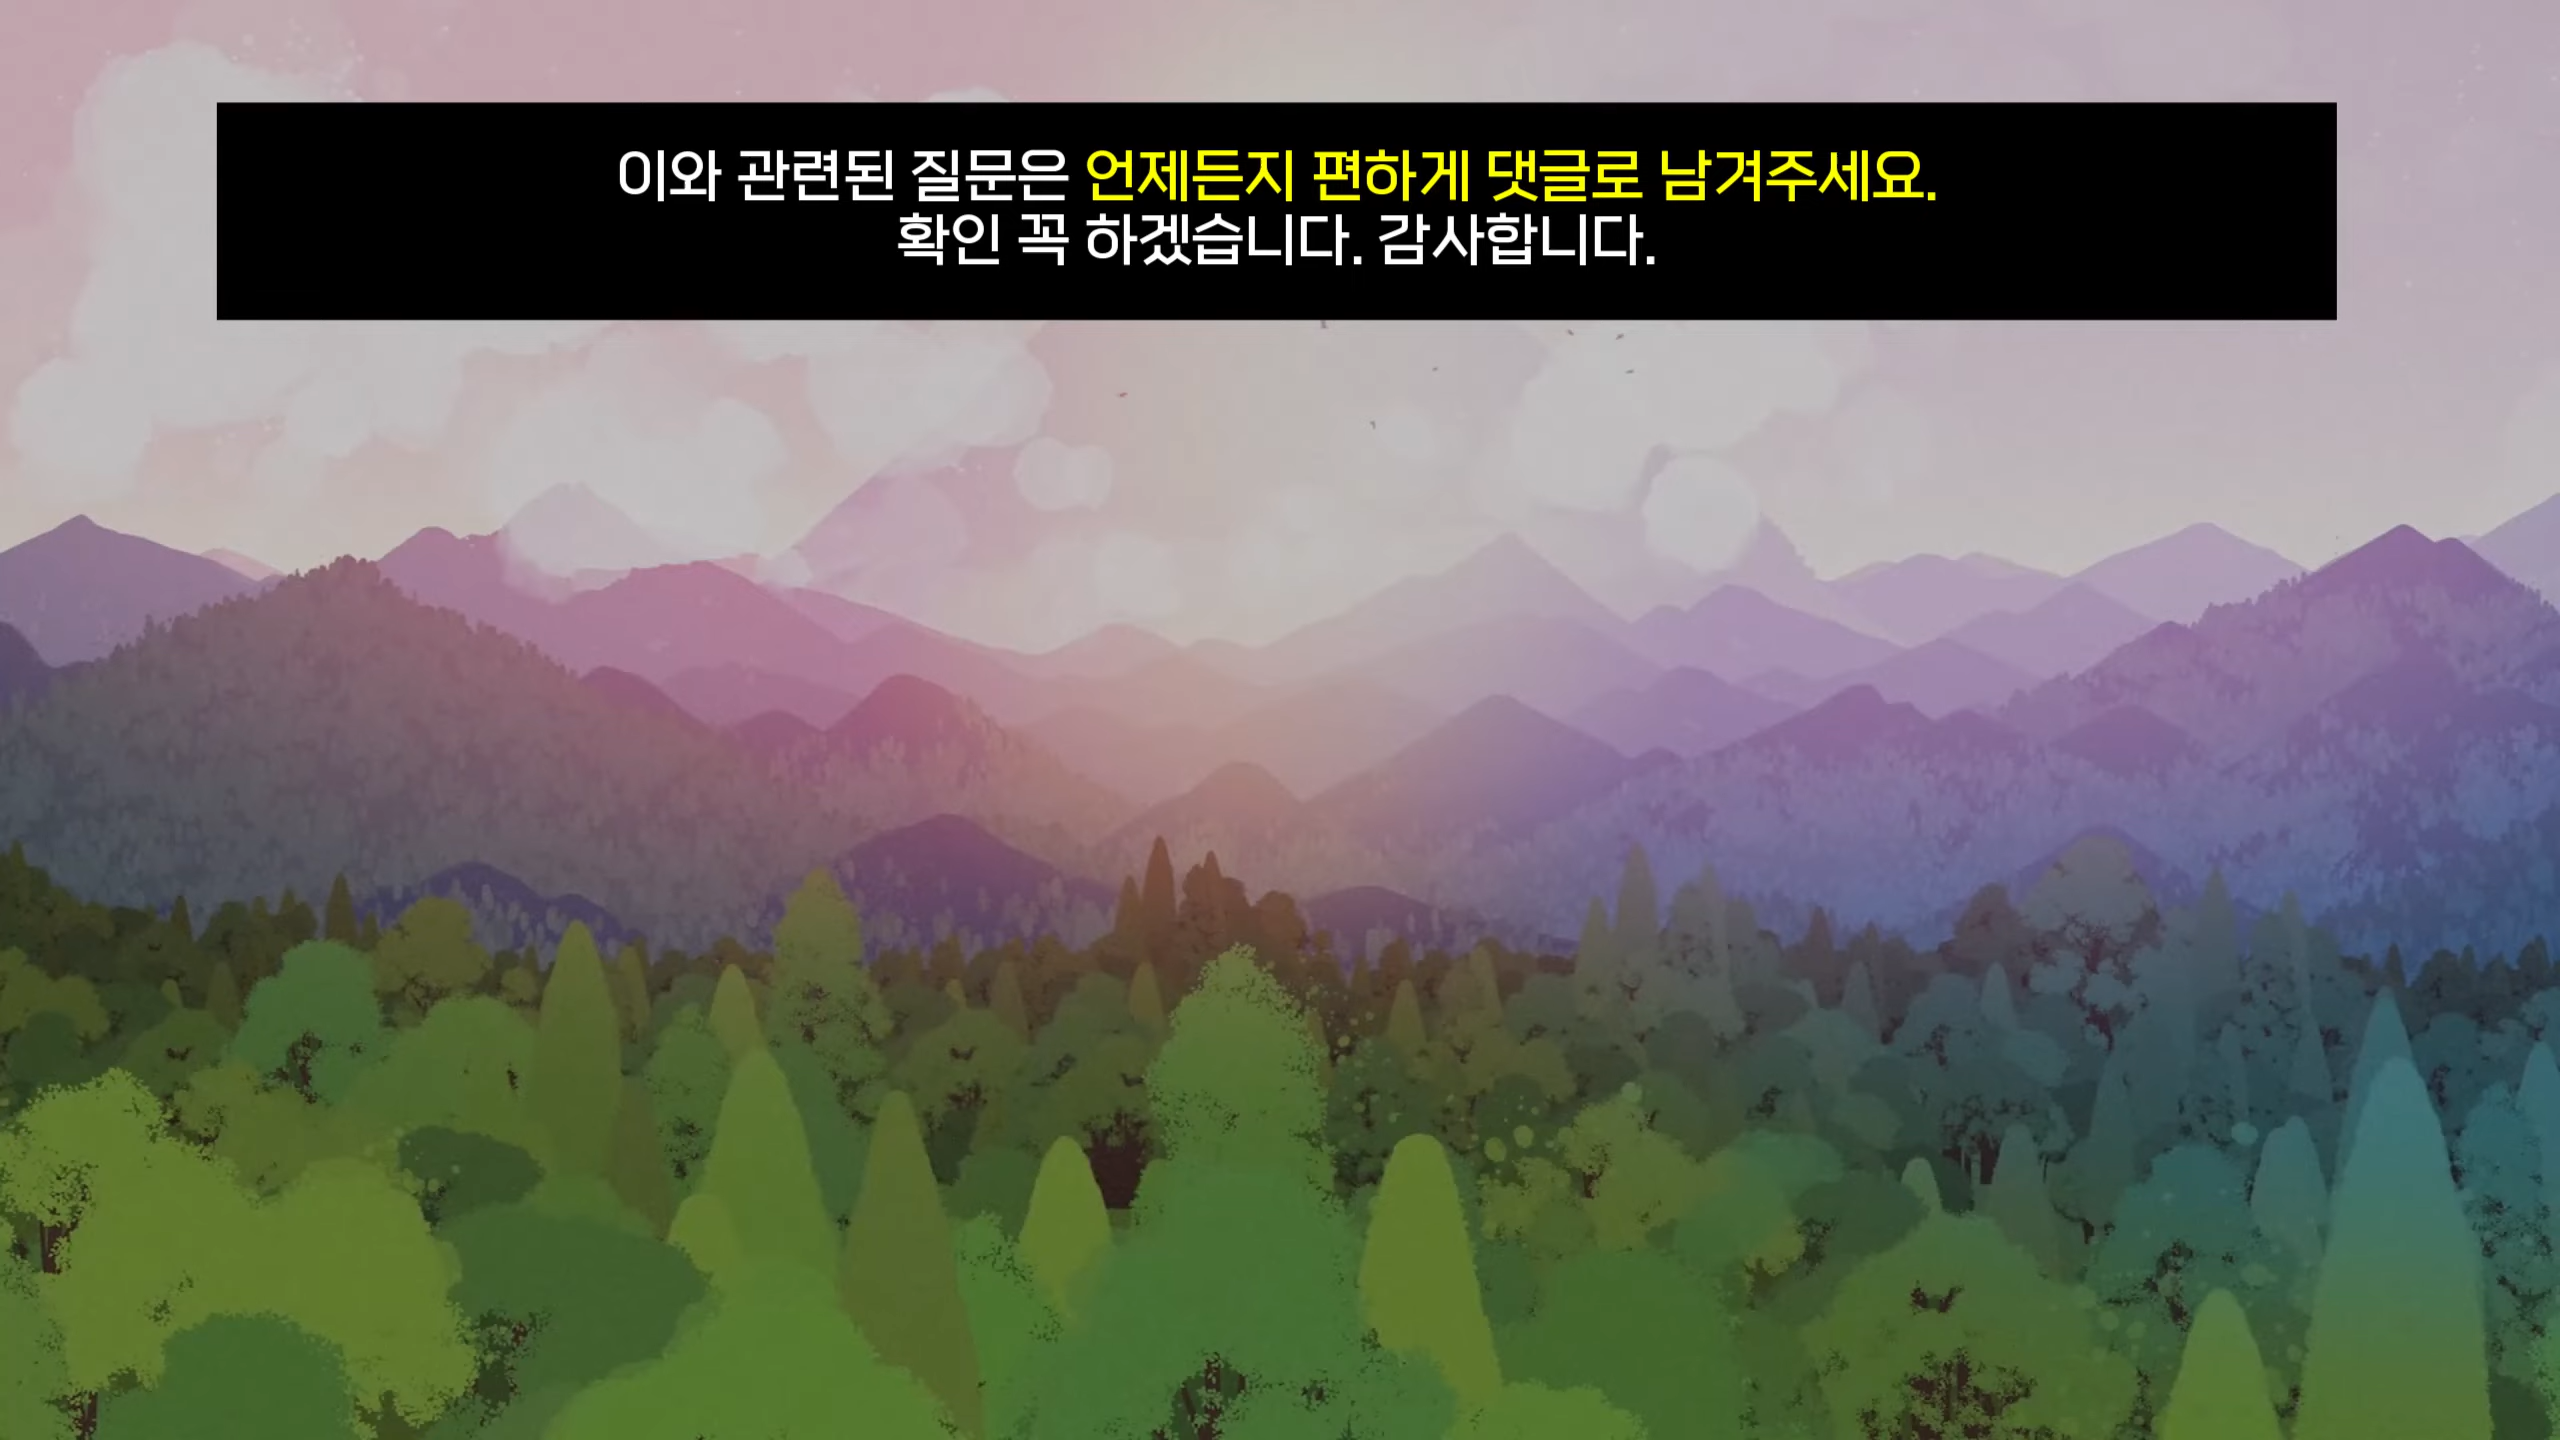 이와 관련된 질문은 언제든지 편하게 댓글로 남겨주세요.
확인 꼭 하겠습니다. 감사합니다.